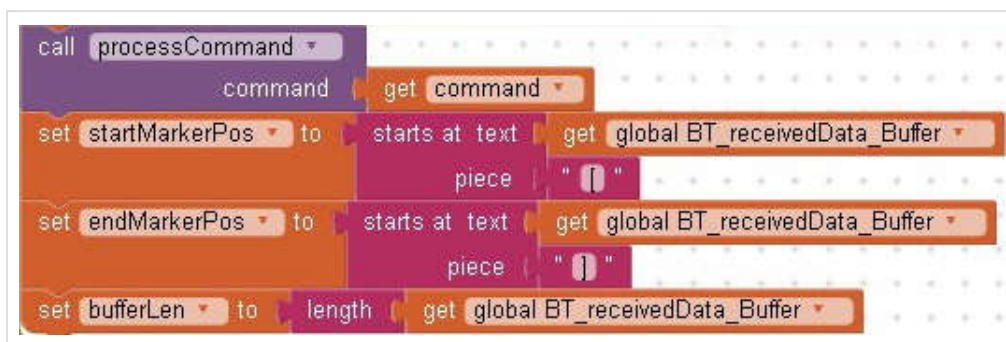 call processCommand
command get command
set startMarkerPos to starts at text get global BT_receivedData_Buffer
piece " [ "
set endMarkerPos to starts at text get global BT_receivedData_Buffer
piece " ] "
set bufferLen to length get global BT_receivedData_Buffer